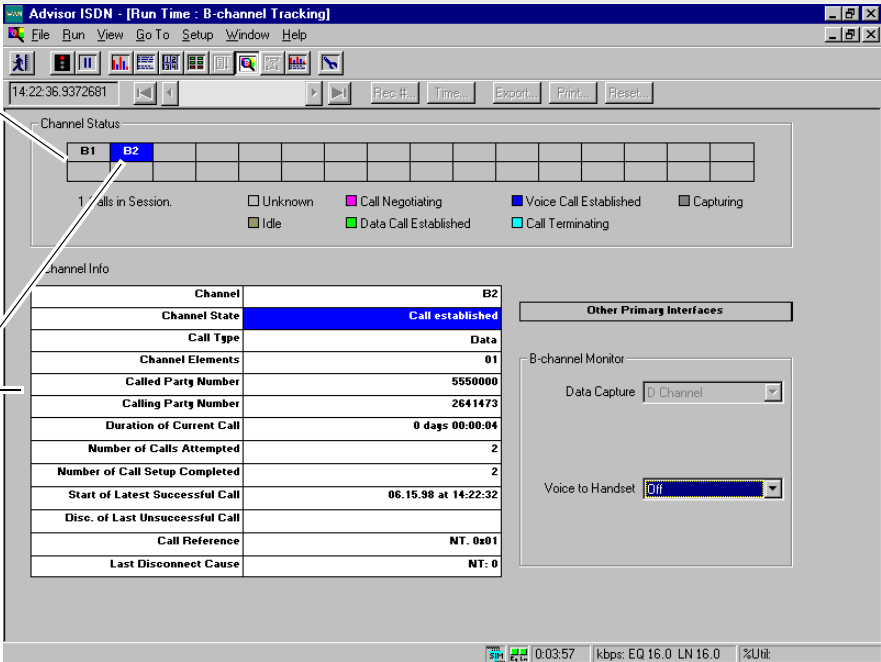 Advisor ISDN - [Run Time : B-channel Tracking]
File Run View Go To Setup Window Help
14:22:36.9372681 Rec #... Time... Export... Print... Reset...
Channel Status
B1 B2
1 Calls in Session. Unknown Call Negotiating Voice Call Established Capturing
Idle Data Call Established Call Terminating
Channel Info
Channel B2
Channel State Call established
Call Type Data
Channel Elements 01
Called Party Number 5550000
Calling Party Number 2641473
Duration of Current Call 0 days 00:00:04
Number of Calls Attempted 2
Number of Call Setup Completed 2
Start of Latest Successful Call 06.15.98 at 14:22:32
Disc. of Last Unsuccessful Call
Call Reference NT. 0x01
Last Disconnect Cause NT: 0
Other Primary Interfaces
B-channel Monitor
Data Capture D Channel
Voice to Handset Off
SIM Eq Ln 0:03:57 kbps: EQ 16.0 LN 16.0 %Util: